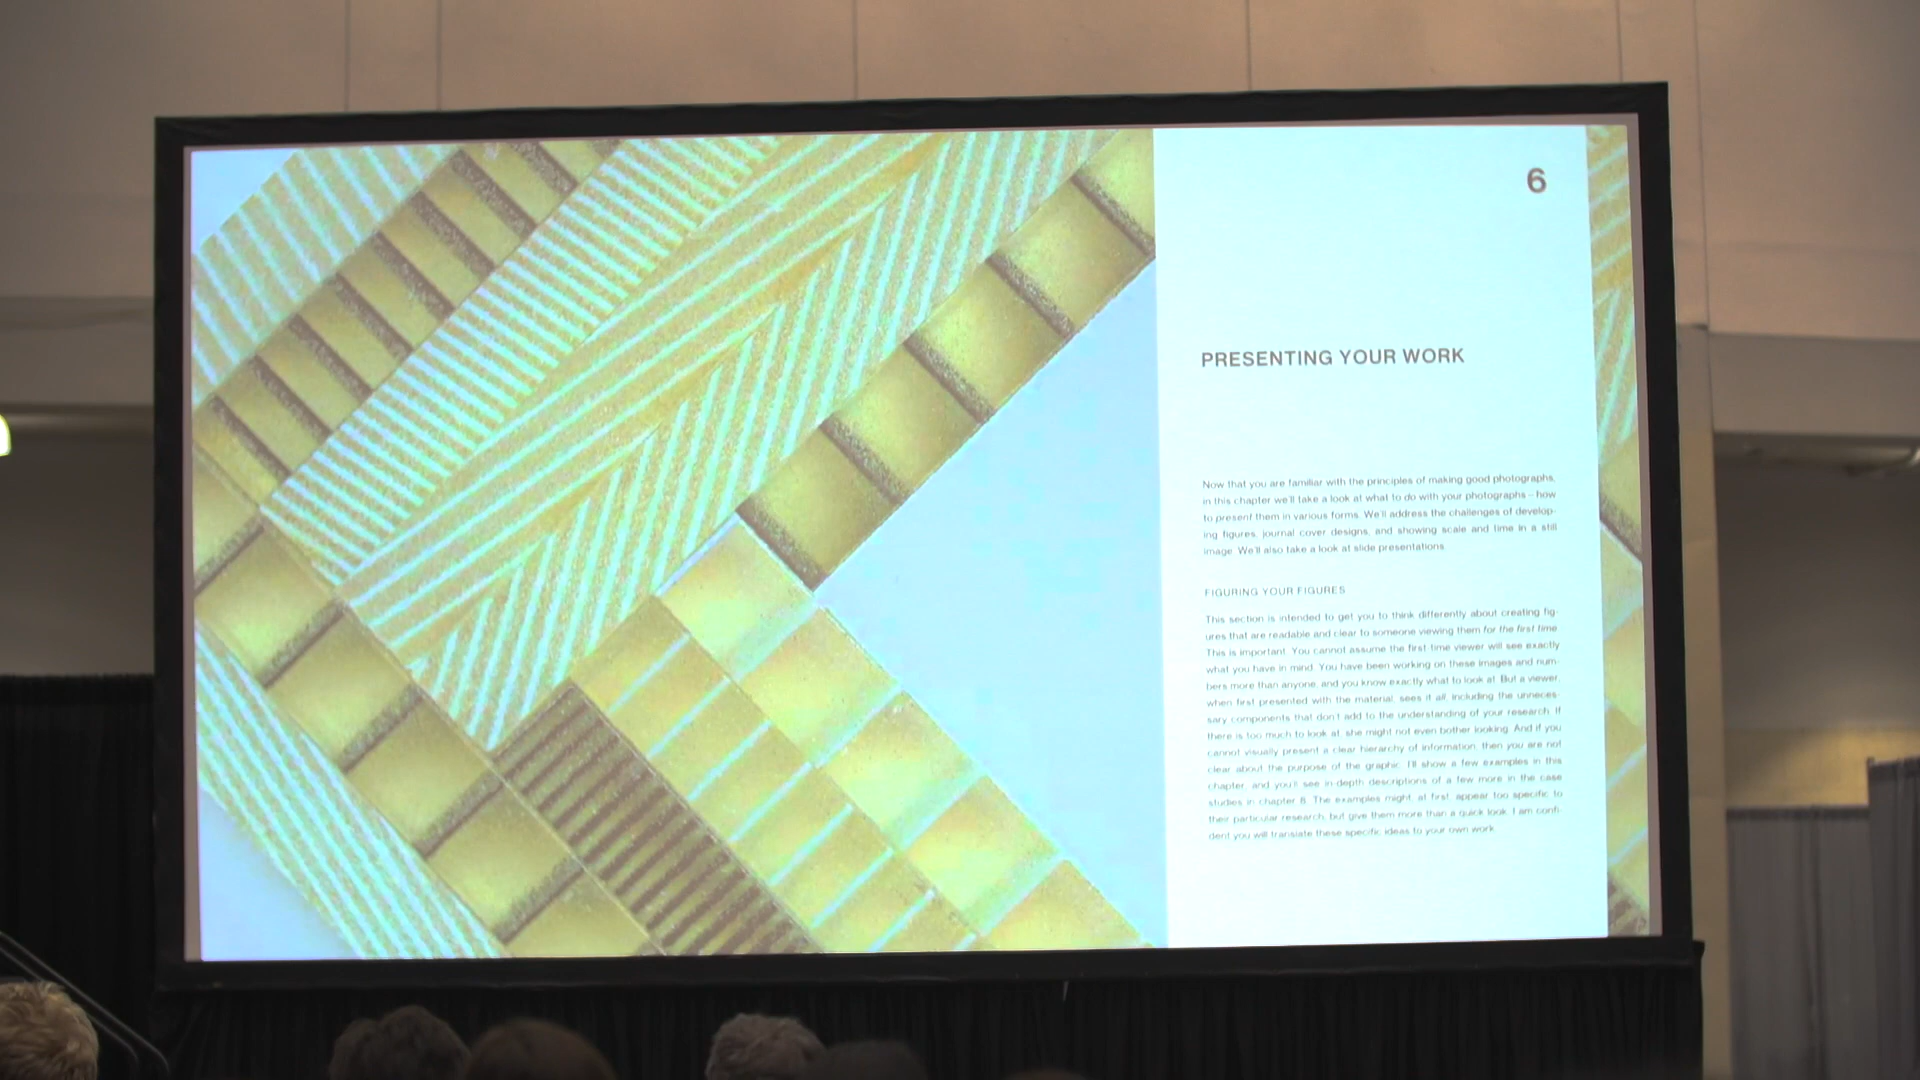 6
PRESENTING YOUR WORK
Now that you are familiar with the principles of making good photographs,
in this chapter we'll take a look at what to do with your photographs – how
to present them in various forms. We'll address the challenges of develop-
ing figures, journal cover designs, and showing scale and time in a still
image. We'll also take a look at slide presentations.
FIGURING YOUR FIGURES
This section is intended to get you to think differently about creating fig-
ures that are readable and clear to someone viewing them for the first time.
This is important. You cannot assume the first time viewer will see exactly
what you have in mind. You have been working on these images and num-
bers more than anyone, and you know exactly what to look at. But a viewer,
when first presented with the material, sees it all, including the unneces-
sary components that don't add to the understanding of your research. If
there is too much to look at, she might not even bother looking. And if you
cannot visually present a clear hierarchy of information, then you are not
clear about the purpose of the graphic. I'll show a few examples in this
chapter, and you'll see in-depth descriptions of a few more in the case
studies in chapter 8. The examples might, at first, appear too specific to
their particular research, but give them more than a quick look. I am confi-
dent you will translate these specific ideas to your own work.